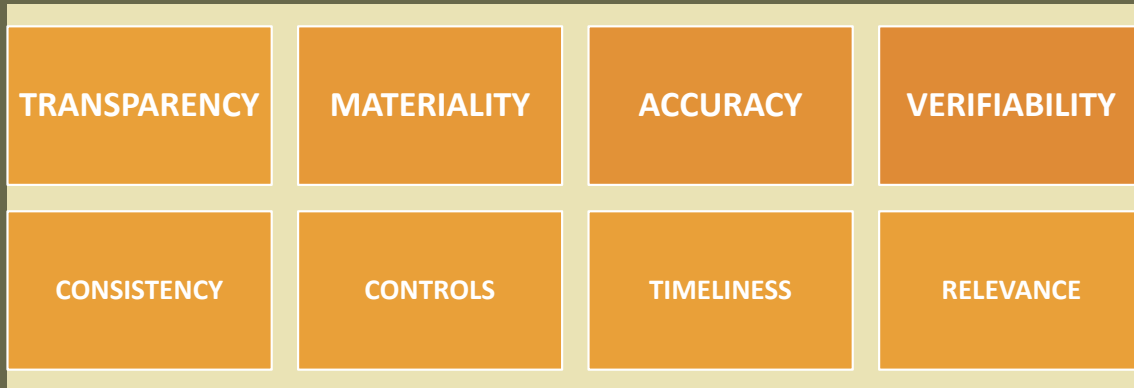 TRANSPARENCY
MATERIALITY
ACCURACY
VERIFIABILITY
CONSISTENCY
CONTROLS
TIMELINESS
RELEVANCE